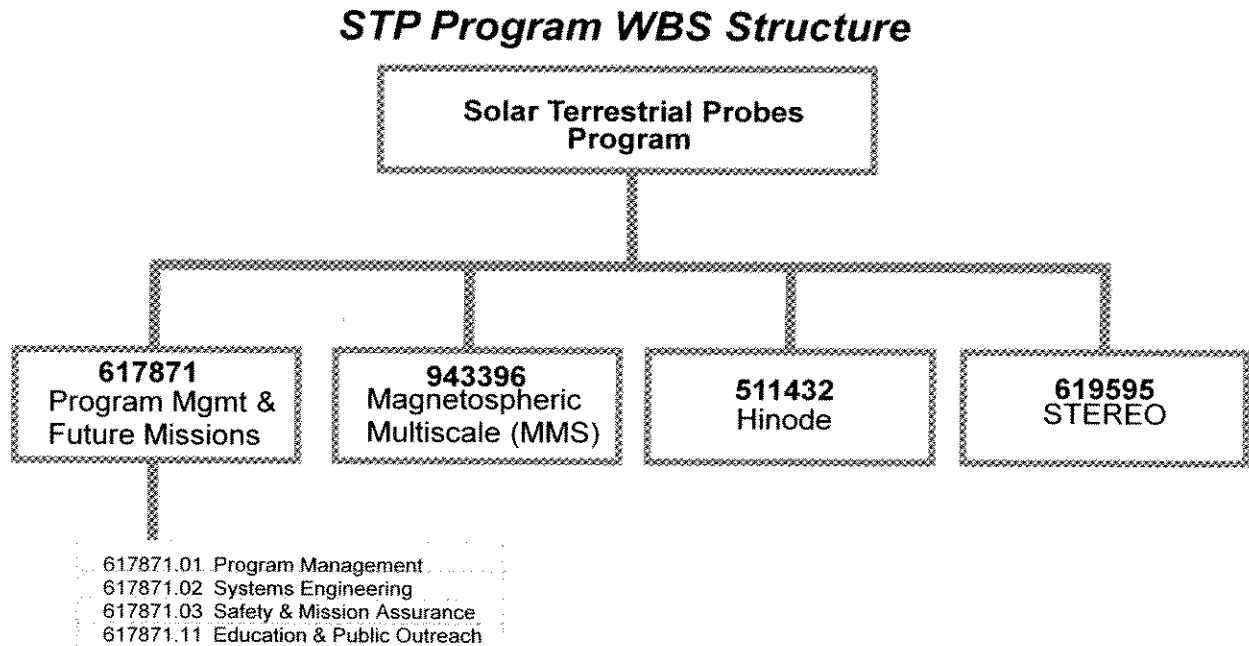 STP Program WBS Structure
Solar Terrestrial Probes
Program
617871
Program Mgmt &
Future Missions
943396
Magnetospheric
Multiscale (MMS)
511432
Hinode
619595
STEREO
617871.01 Program Management
617871.02 Systems Engineering
617871.03 Safety & Mission Assurance
617871.11 Education & Public Outreach